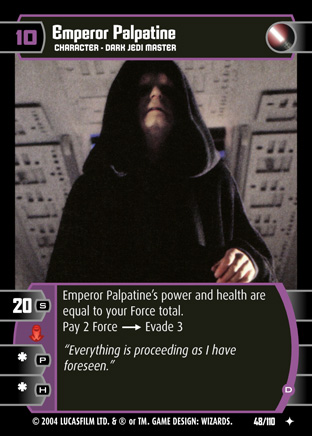 10
Emperor Palpatine
CHARACTER - DARK JEDI MASTER
20 S
Emperor Palpatine's power and health are
equal to your Force total.
Pay 2 Force → Evade 3
"Everything is proceeding as I have
foreseen."
* P
* H
D
© 2004 LUCASFILM LTD. & ® or TM. GAME DESIGN: WIZARDS.
48/110